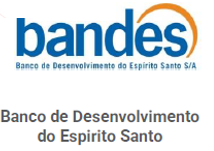 bandes
Banco de Desenvolvimento do Espírito Santo S/A
Banco de Desenvolvimento
do Espirito Santo